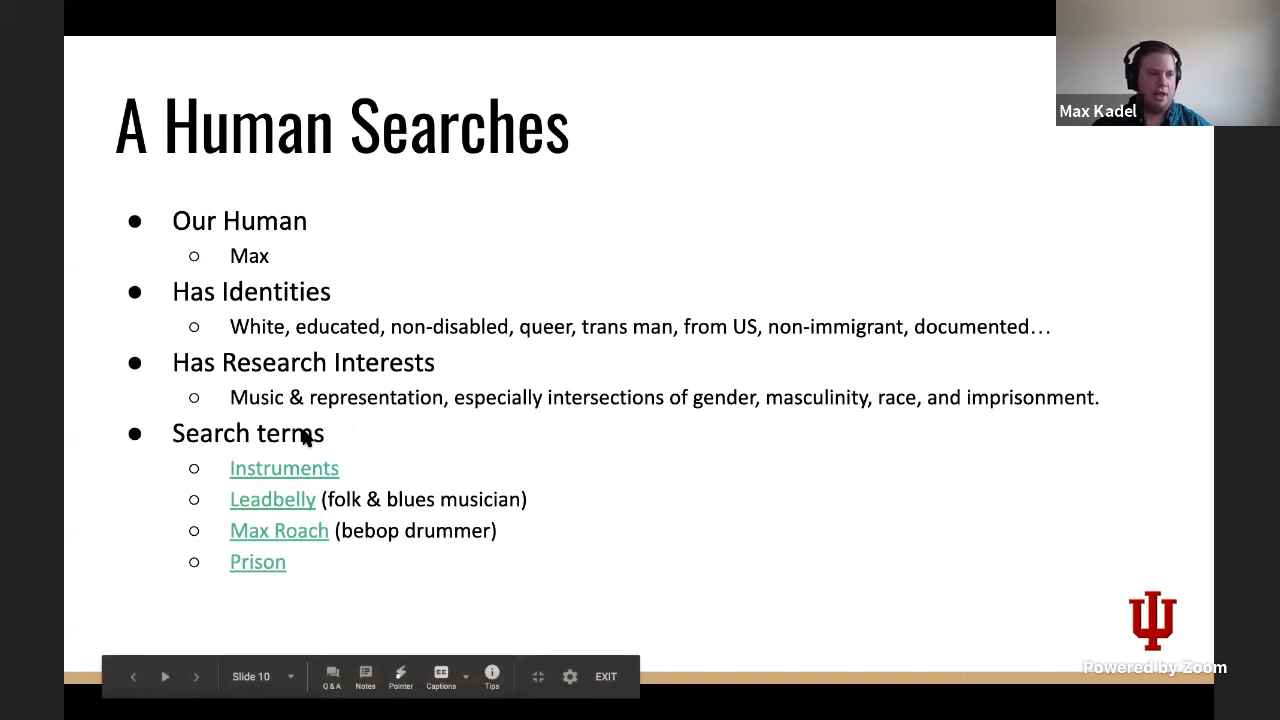 A Human Searches
Max Kadel
● Our Human
○ Max
● Has Identities
○ White, educated, non-disabled, queer, trans man, from US, non-immigrant, documented…
● Has Research Interests
○ Music & representation, especially intersections of gender, masculinity, race, and imprisonment.
● Search terms
○ Instruments
○ Leadbelly (folk & blues musician)
○ Max Roach (bebop drummer)
○ Prison
Powered by Zoom
Slide 10
Q & A
Notes
Pointer
CC
Captions
Tips
EXIT